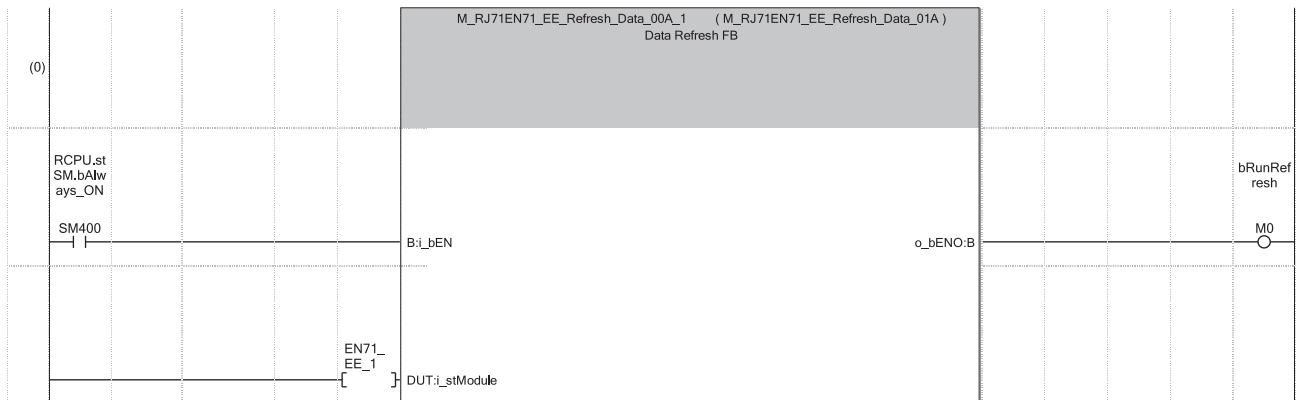 M_RJ71EN71_EE_Refresh_Data_00A_1 ( M_RJ71EN71_EE_Refresh_Data_01A )
Data Refresh FB
(0)
RCPU.st
SM.bAlw
ays_ON
bRunRef
resh
SM400
M0
B:i_bEN
o_bENO:B
EN71_
EE_1
DUT:i_stModule